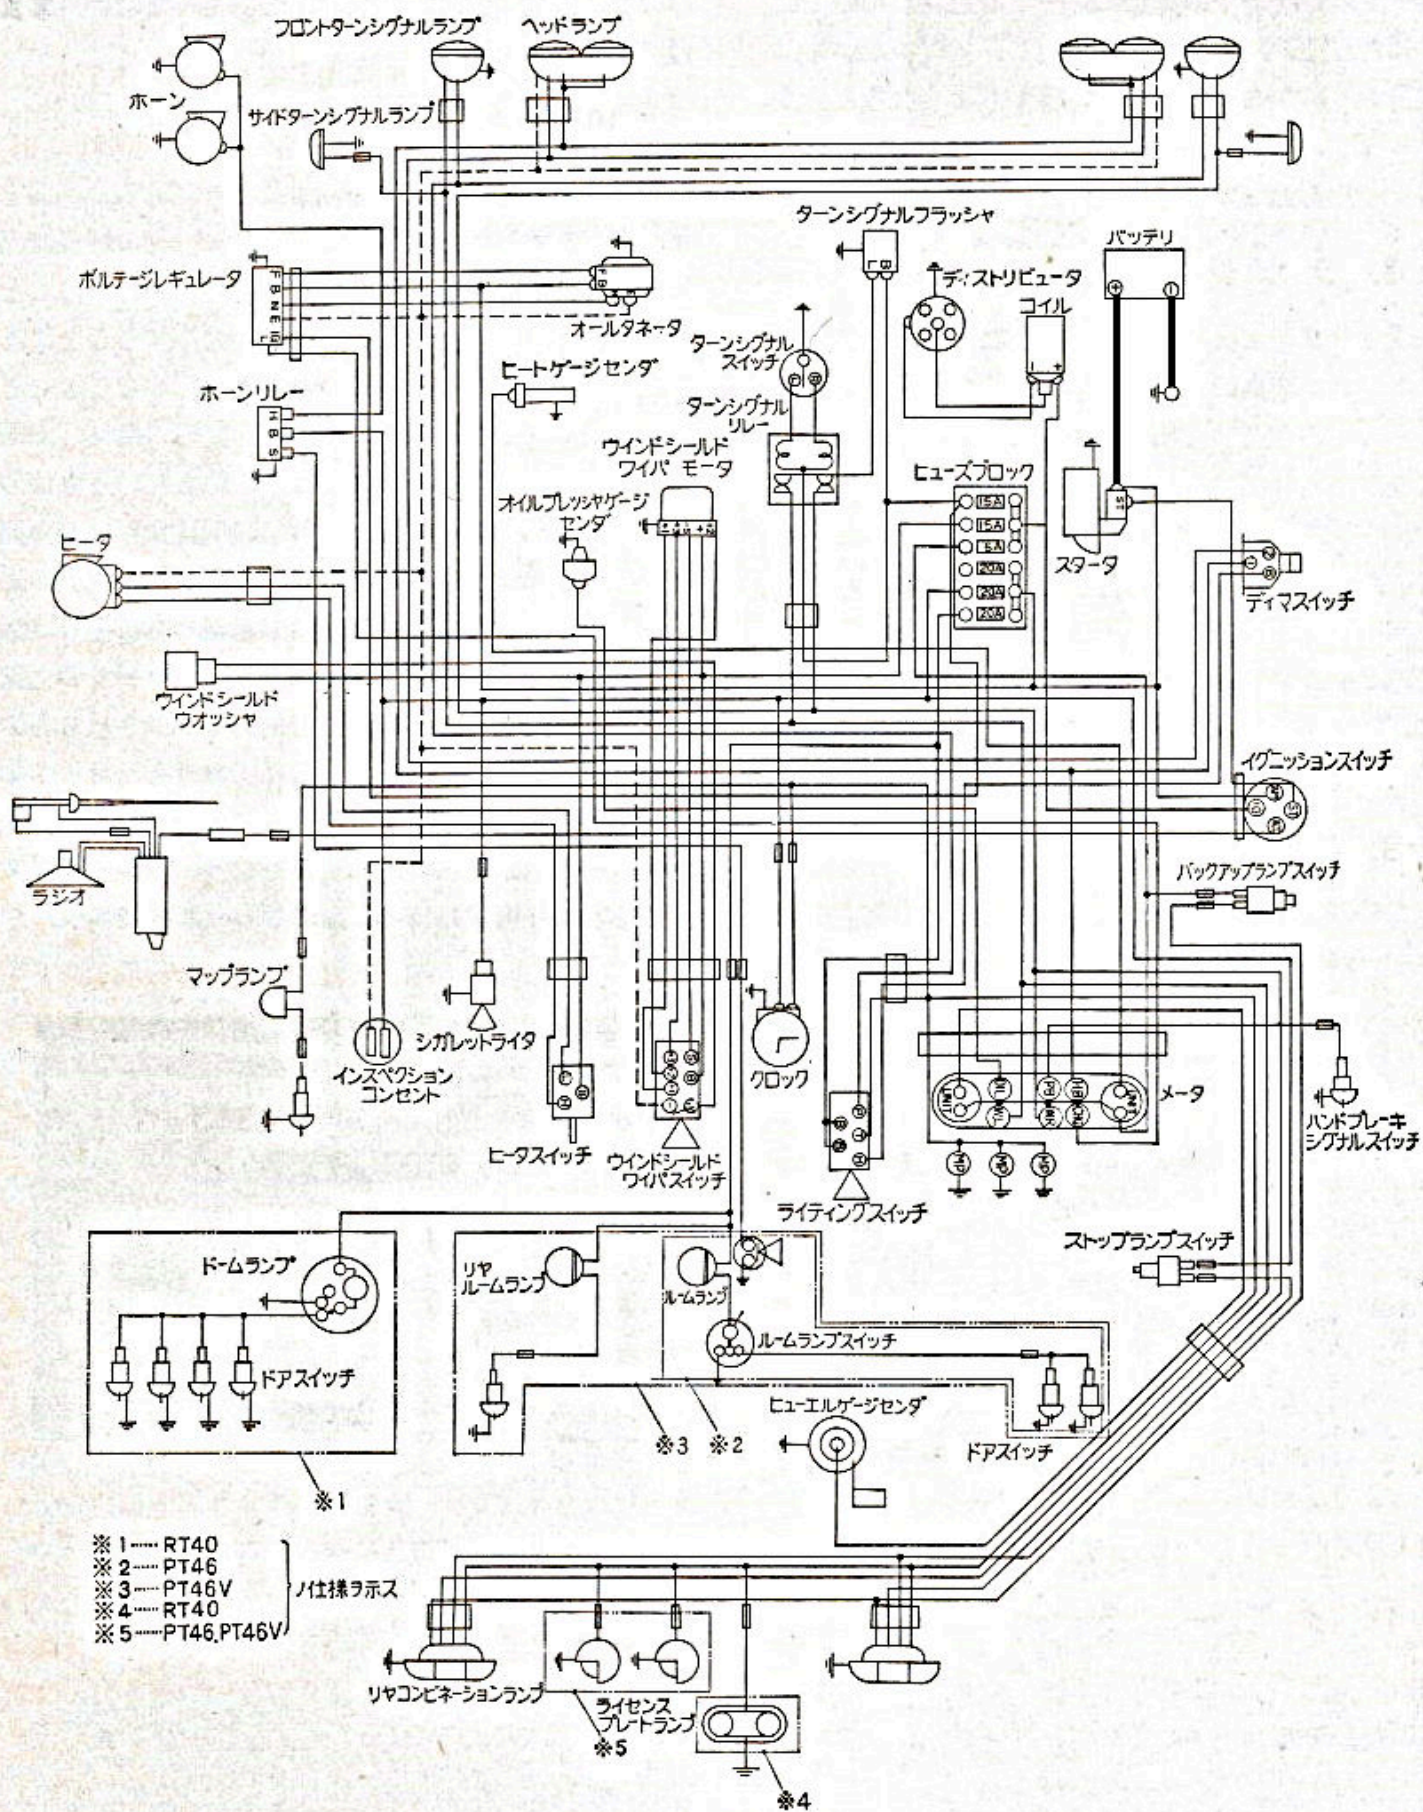 フロントターンシグナルランプ
ヘッドランプ
ホーン
サイドターンシグナルランプ
ターンシグナルフラッシャ
L B
バッテリ
+ −
ボルテージレギュレータ
F
B
N
E
IG
L
F
B
オールタネータ
ディストリビュータ
コイル
− +
ターンシグナル
スイッチ
ヒートゲージセンダ
ホーンリレー
H
B
S
ターンシグナル
リレー
ウインドシールド
ワイパ モータ
ヒューズブロック
15A
15A
5A
20A
20A
20A
オイルプレッシャゲージ
センダ
ST
スタータ
ヒータ
ディマスイッチ
ウインドシールド
ウオッシャ
イグニッションスイッチ
ラジオ
バックアップランプスイッチ
マップランプ
インスペクション
コンセント
シガレットライタ
クロック
メータ
UNIT
UNIT
MP
MP
MP
ハンドブレーキ
シグナルスイッチ
ヒータスイッチ
ウインドシールド
ワイパスイッチ
ライティングスイッチ
ストップランプスイッチ
ドームランプ
リヤ
ルームランプ
ルームランプ
ルームランプスイッチ
ドアスイッチ
ヒューエルゲージセンダ
ドアスイッチ
※3
※2
※1
※1……RT40
※2……PT46
※3……PT46V
※4……RT40
※5……PT46,PT46V
ノ仕様ヲ示ス
リヤコンビネーションランプ
ライセンス
プレートランプ
※5
※4